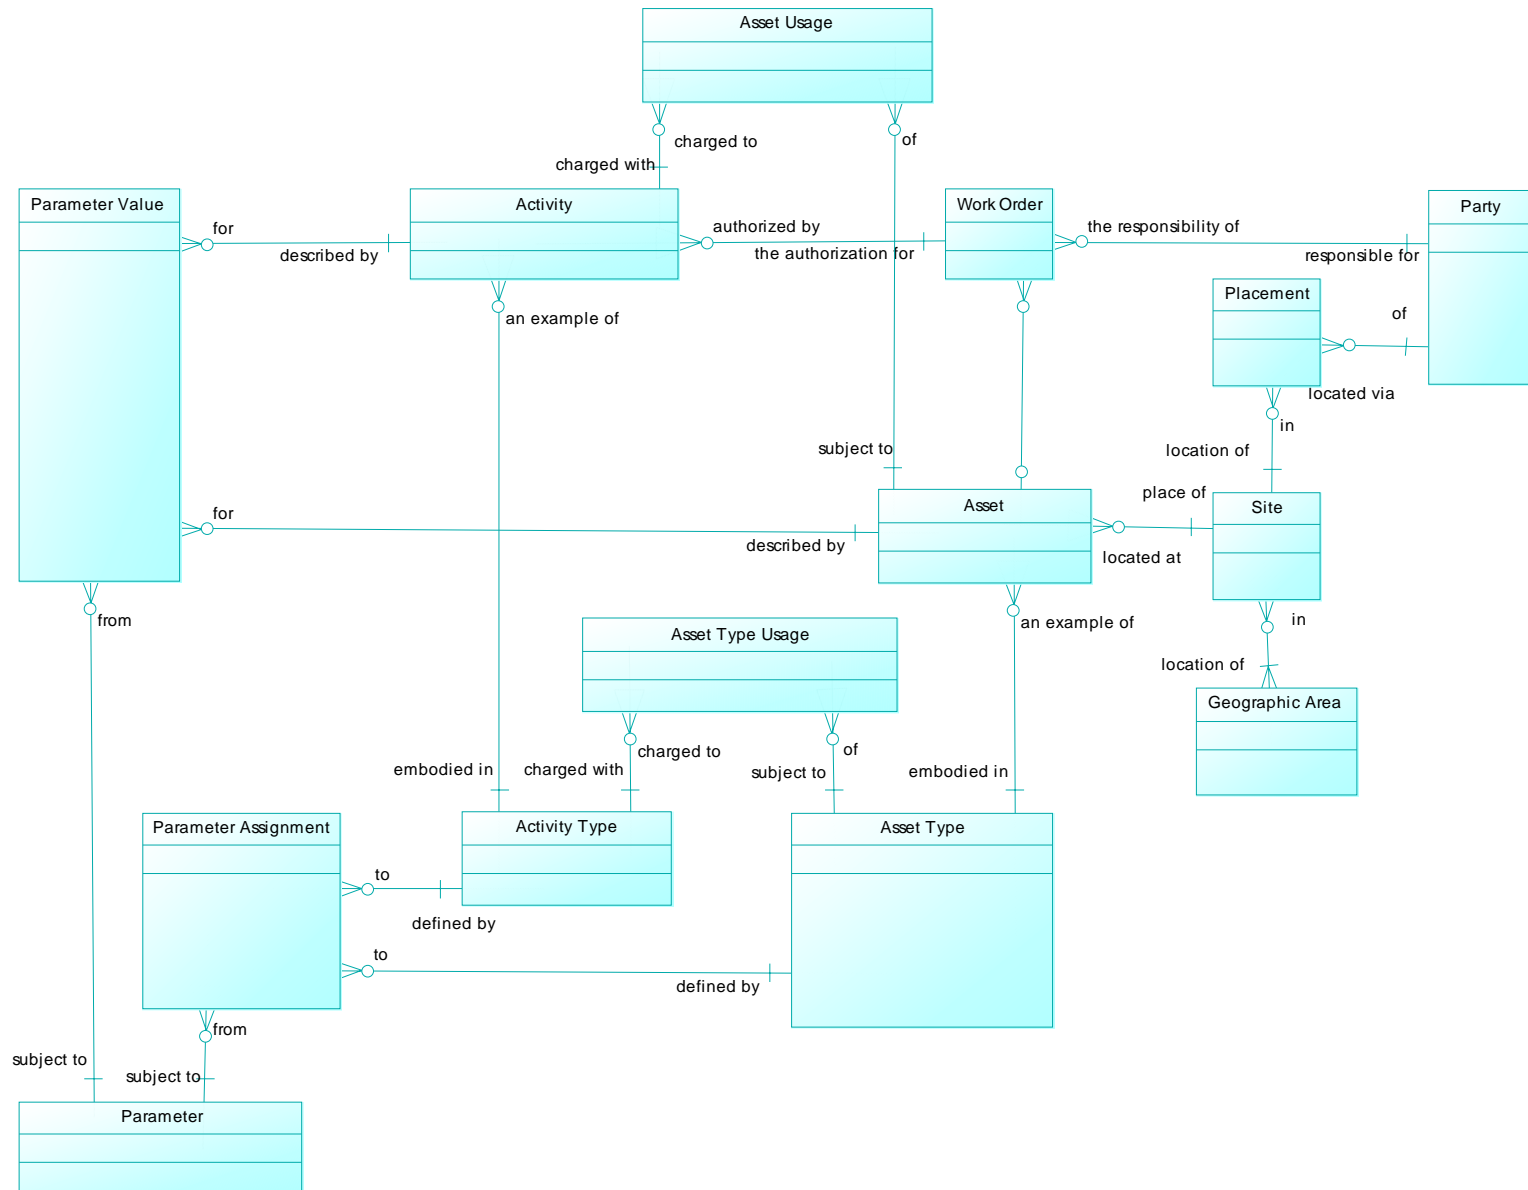 Asset Usage
charged to
of
charged with
Parameter Value
Activity
Work Order
Party
for
authorized by
the responsibility of
described by
the authorization for
responsible for
Placement
an example of
of
located via
in
subject to
location of
place of
for
Asset
Site
described by
located at
from
an example of
in
Asset Type Usage
location of
Geographic Area
charged to
of
embodied in
charged with
subject to
embodied in
Parameter Assignment
Activity Type
Asset Type
to
defined by
to
defined by
from
subject to
subject to
Parameter